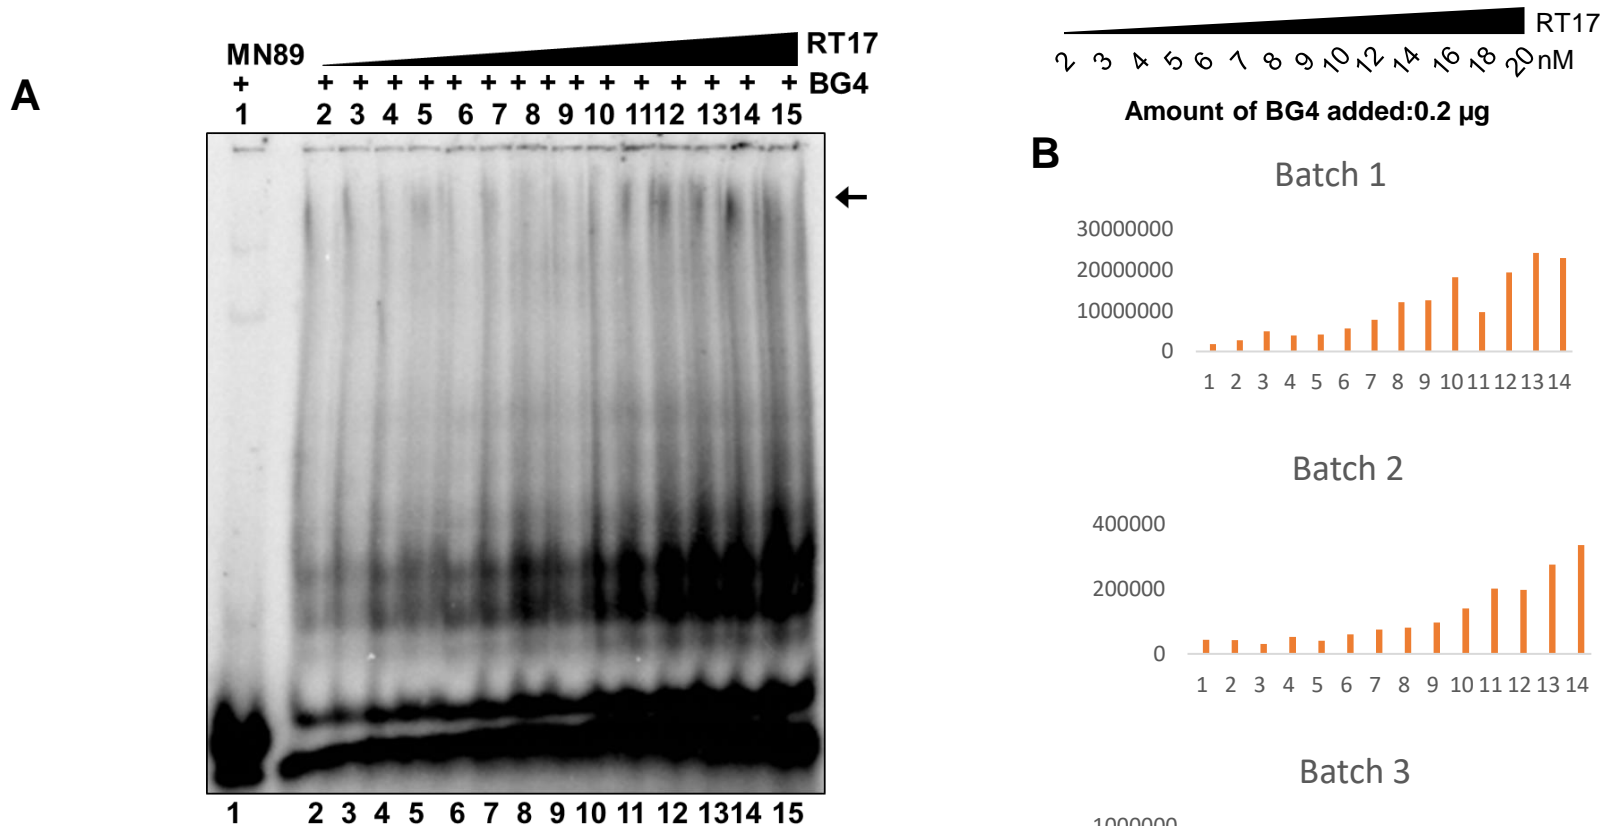 A
MN89
RT17
+ + + + + + + + + + + + + + + BG4
1 2 3 4 5 6 7 8 9 10 11 12 13 14 15
1 2 3 4 5 6 7 8 9 10 11 12 13 14 15
RT17
2 3 4 5 6 7 8 9 10 12 14 16 18 20 nM
Amount of BG4 added:0.2 µg
B
Batch 1
30000000
20000000
10000000
0
1 2 3 4 5 6 7 8 9 10 11 12 13 14
Batch 2
400000
200000
0
1 2 3 4 5 6 7 8 9 10 11 12 13 14
Batch 3
1000000